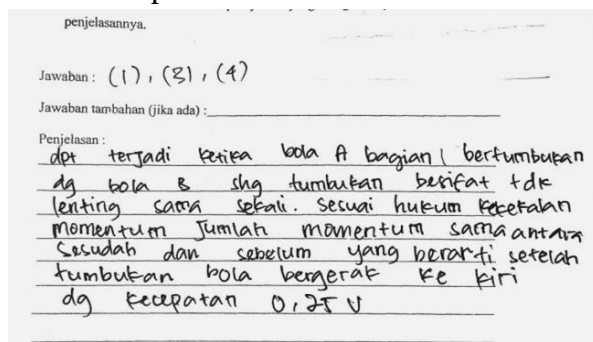 penjelasannya.
Jawaban : (1) , (3) , (4)
Jawaban tambahan (jika ada) :
Penjelasan :
dpt terjadi ketika bola A bagian 1 bertumbukan
dg bola B shg tumbukan bersifat tdk
lenting sama sekali. Sesuai hukum kekekalan
momentum jumlah momentum sama antara
sesudah dan sebelum yang berarti setelah
tumbukan bola bergerak ke kiri
dg kecepatan 0,25 V